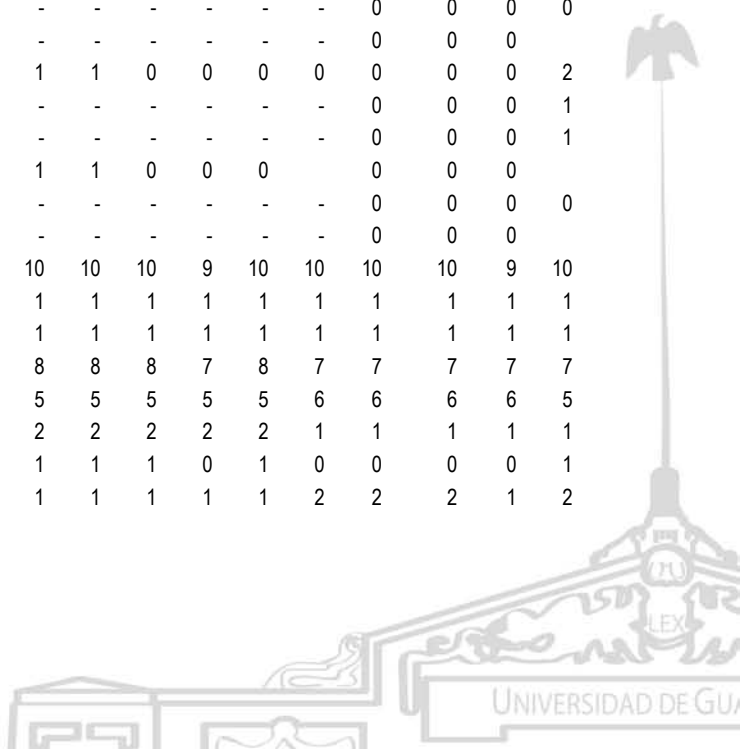 - - - - - - 0 0 0 0
- - - - - - 0 0 0
1 1 0 0 0 0 0 0 0 2
- - - - - - 0 0 0 1
- - - - - - 0 0 0 1
1 1 0 0 0 0 0 0
- - - - - - 0 0 0 0
- - - - - - 0 0 0
10 10 10 9 10 10 10 10 9 10
1 1 1 1 1 1 1 1 1 1
1 1 1 1 1 1 1 1 1 1
8 8 8 7 8 7 7 7 7 7
5 5 5 5 5 6 6 6 6 5
2 2 2 2 2 1 1 1 1 1
1 1 1 0 1 0 0 0 0 1
1 1 1 1 1 2 2 2 1 2
LEX
UNIVERSIDAD DE GUA